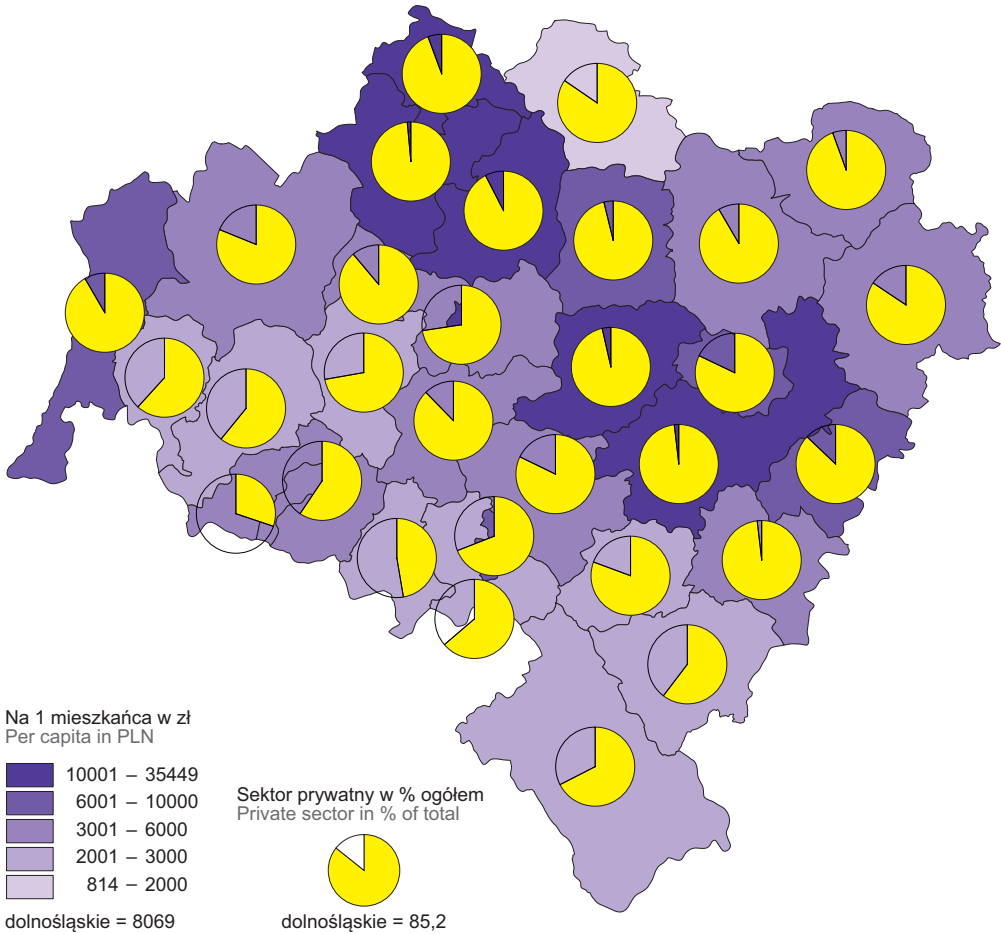 Na 1 mieszkańca w zł
Per capita in PLN
10001 – 35449
6001 – 10000
3001 – 6000
2001 – 3000
814 – 2000
dolnośląskie = 8069
Sektor prywatny w % ogółem
Private sector in % of total
dolnośląskie = 85,2